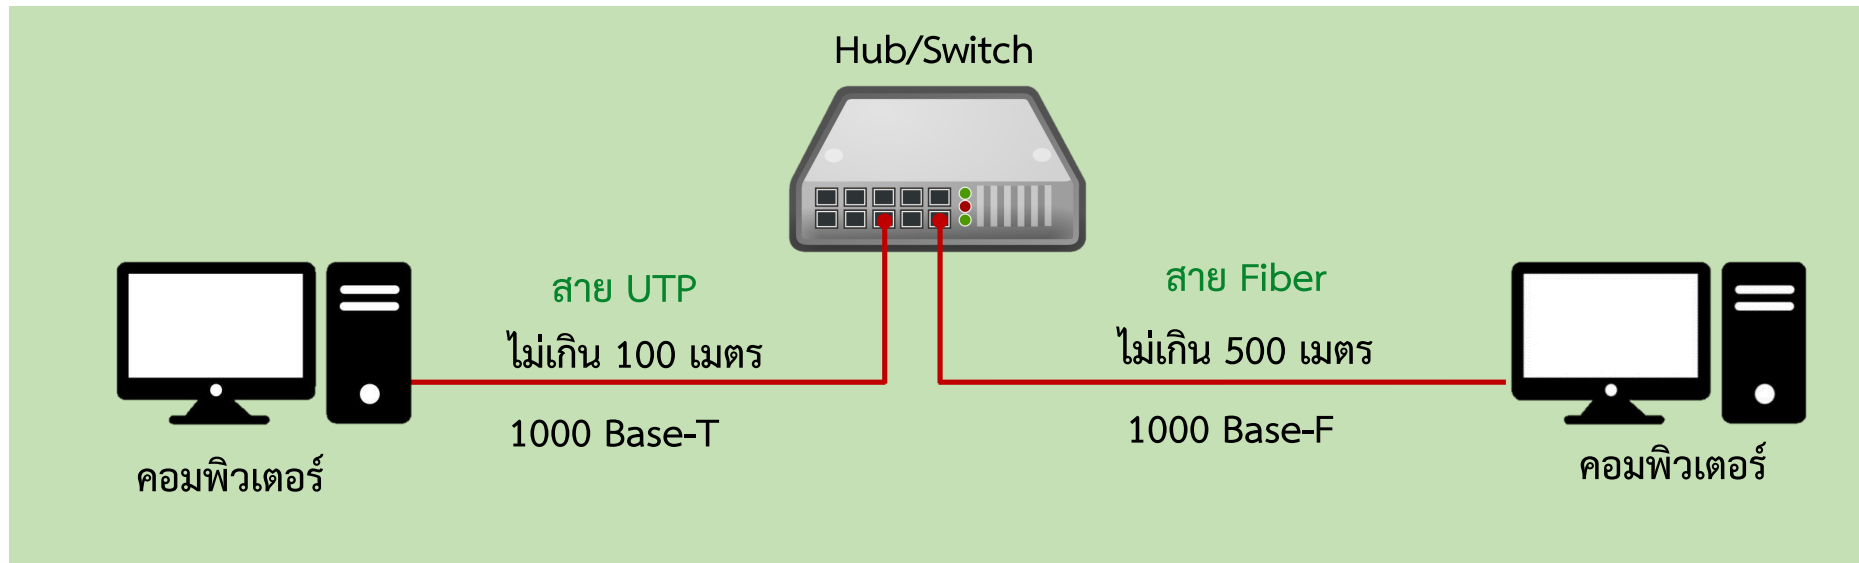 Hub/Switch
สาย UTP
ไม่เกิน 100 เมตร
1000 Base-T
คอมพิวเตอร์
สาย Fiber
ไม่เกิน 500 เมตร
1000 Base-F
คอมพิวเตอร์